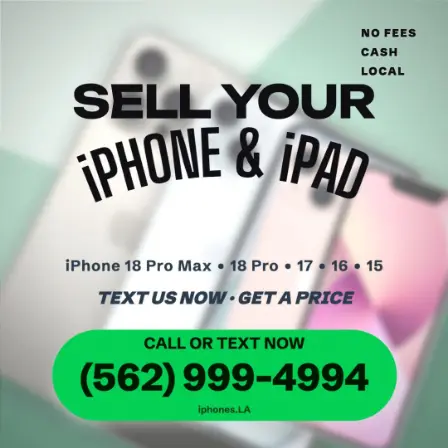 NO FEES
CASH
LOCAL
SELL YOUR
iPHONE & iPAD
iPhone 18 Pro Max • 18 Pro • 17 • 16 • 15
TEXT US NOW · GET A PRICE
CALL OR TEXT NOW
(562) 999-4994
iphones.LA